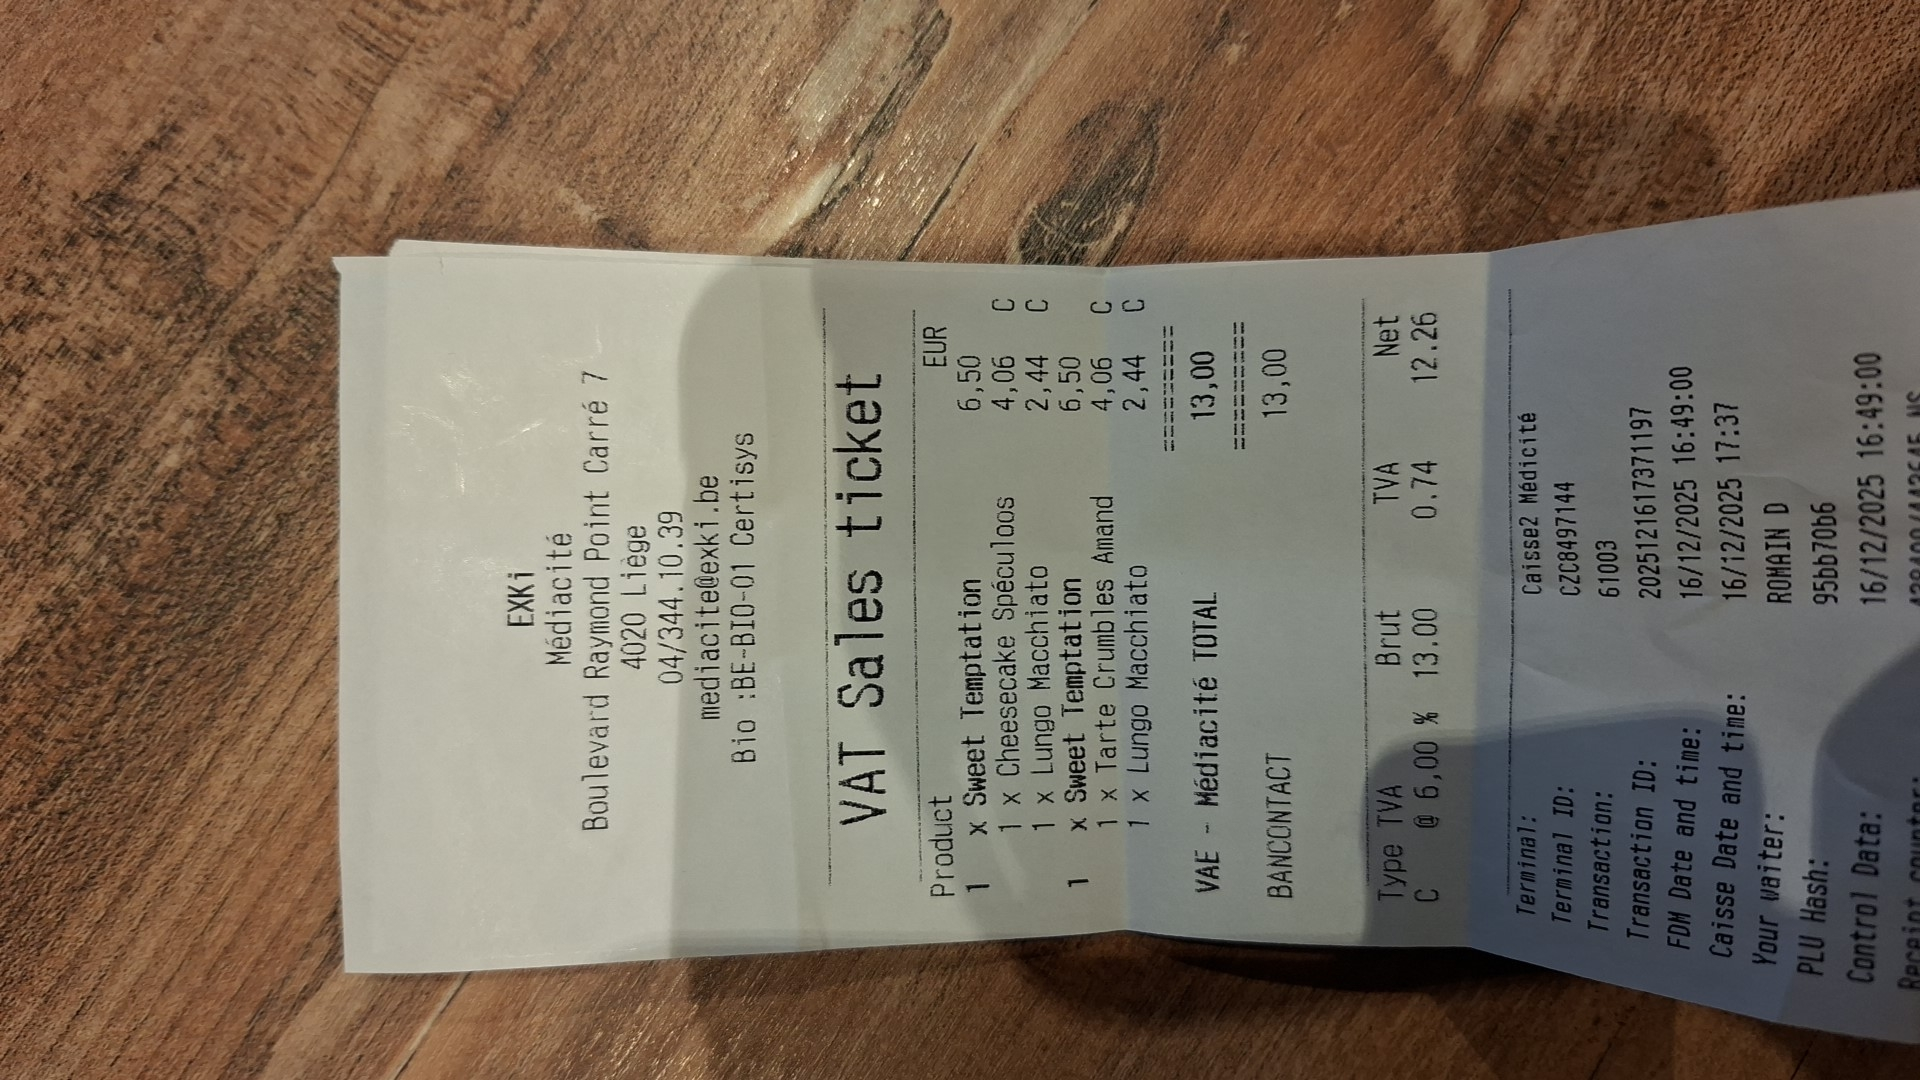 EXKi
Médiacité
Boulevard Raymond Point Carré 7
4020 Liège
04/344.10.39
mediacite@exki.be
Bio :BE-BIO-01 Certisys
VAT Sales ticket
Product EUR
1 x Sweet Temptation 6,50
1 x Cheesecake Spéculoos 4,06 C
1 x Lungo Macchiato 2,44 C
1 x Sweet Temptation 6,50
1 x Tarte Crumbles Amand 4,06 C
1 x Lungo Macchiato 2,44 C
==========
VAE - Médiacité TOTAL 13,00
==========
BANCONTACT 13,00
Type TVA Brut TVA Net
C @ 6,00 % 13.00 0.74 12.26
Terminal: Caisse2 Médicité
Terminal ID: CZC8497144
Transaction: 61003
Transaction ID: 20251216173711197
FDM Date and time: 16/12/2025 16:49:00
Caisse Date and time: 16/12/2025 17:37
Your Waiter: ROMAIN D
PLU Hash: 95bb70b6
Control Data: 16/12/2025 16:49:00
Receipt counter: